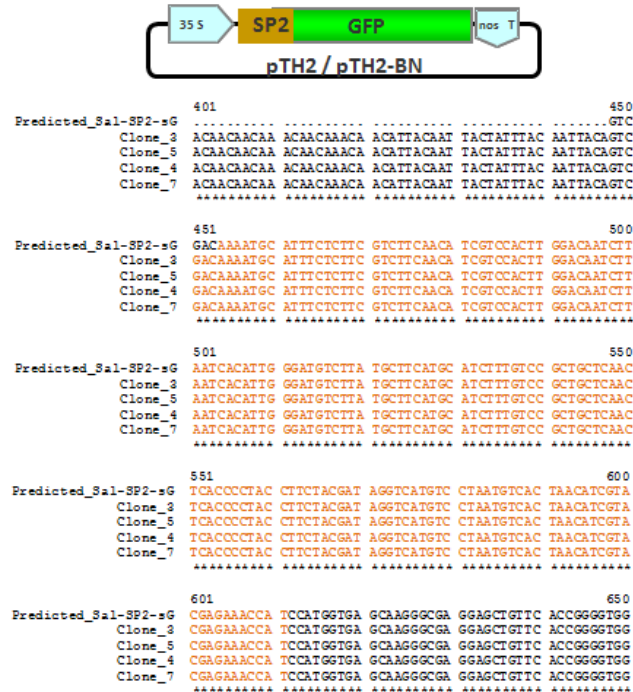 35 S SP2 GFP nos T
pTH2 / pTH2-BN
401 450
Predicted_Sal-SP2-sG .......... .......... .......... .......... .......GTC
Clone_3 ACAACAACAA ACAACAAACA ACATTACAAT TACTATTTAC AATTACAGTC
Clone_5 ACAACAACAA ACAACAAACA ACATTACAAT TACTATTTAC AATTACAGTC
Clone_4 ACAACAACAA ACAACAAACA ACATTACAAT TACTATTTAC AATTACAGTC
Clone_7 ACAACAACAA ACAACAAACA ACATTACAAT TACTATTTAC AATTACAGTC
********** ********** ********** ********** **********
451 500
Predicted_Sal-SP2-sG GACAAAATGC ATTTCTCTTC GTCTTCAACA TCGTCCACTT GGACAATCTT
Clone_3 GACAAAATGC ATTTCTCTTC GTCTTCAACA TCGTCCACTT GGACAATCTT
Clone_5 GACAAAATGC ATTTCTCTTC GTCTTCAACA TCGTCCACTT GGACAATCTT
Clone_4 GACAAAATGC ATTTCTCTTC GTCTTCAACA TCGTCCACTT GGACAATCTT
Clone_7 GACAAAATGC ATTTCTCTTC GTCTTCAACA TCGTCCACTT GGACAATCTT
********** ********** ********** ********** **********
501 550
Predicted_Sal-SP2-sG AATCACATTG GGATGTCTTA TGCTTCATGC ATCTTTGTCC GCTGCTCAAC
Clone_3 AATCACATTG GGATGTCTTA TGCTTCATGC ATCTTTGTCC GCTGCTCAAC
Clone_5 AATCACATTG GGATGTCTTA TGCTTCATGC ATCTTTGTCC GCTGCTCAAC
Clone_4 AATCACATTG GGATGTCTTA TGCTTCATGC ATCTTTGTCC GCTGCTCAAC
Clone_7 AATCACATTG GGATGTCTTA TGCTTCATGC ATCTTTGTCC GCTGCTCAAC
********** ********** ********** ********** **********
551 600
Predicted_Sal-SP2-sG TCACCCCTAC CTTCTACGAT AGGTCATGTC CTAATGTCAC TAACATCGTA
Clone_3 TCACCCCTAC CTTCTACGAT AGGTCATGTC CTAATGTCAC TAACATCGTA
Clone_5 TCACCCCTAC CTTCTACGAT AGGTCATGTC CTAATGTCAC TAACATCGTA
Clone_4 TCACCCCTAC CTTCTACGAT AGGTCATGTC CTAATGTCAC TAACATCGTA
Clone_7 TCACCCCTAC CTTCTACGAT AGGTCATGTC CTAATGTCAC TAACATCGTA
********** ********** ********** ********** **********
601 650
Predicted_Sal-SP2-sG CGAGAAACCA TCCATGGTGA GCAAGGGCGA GGAGCTGTTC ACCGGGGTGG
Clone_3 CGAGAAACCA TCCATGGTGA GCAAGGGCGA GGAGCTGTTC ACCGGGGTGG
Clone_5 CGAGAAACCA TCCATGGTGA GCAAGGGCGA GGAGCTGTTC ACCGGGGTGG
Clone_4 CGAGAAACCA TCCATGGTGA GCAAGGGCGA GGAGCTGTTC ACCGGGGTGG
Clone_7 CGAGAAACCA TCCATGGTGA GCAAGGGCGA GGAGCTGTTC ACCGGGGTGG
********** ********** ********** ********** **********